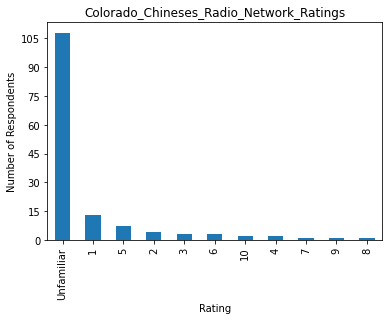 Colorado_Chineses_Radio_Network_Ratings
Number of Respondents
105
90
75
60
45
30
15
0
Unfamiliar 1 5 2 3 6 10 4 7 9 8
Rating